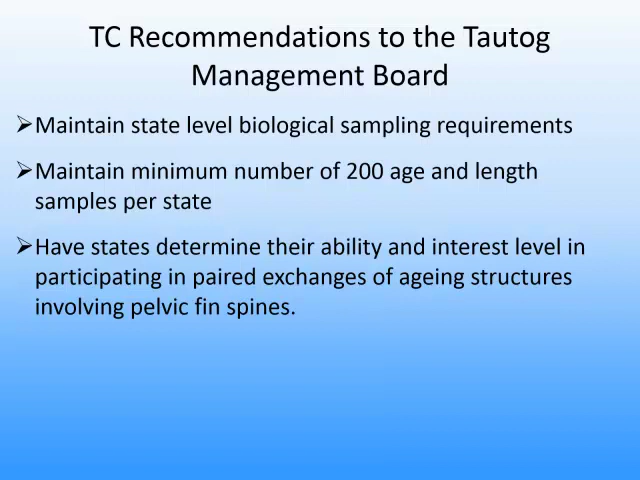 TC Recommendations to the Tautog
Management Board
➢Maintain state level biological sampling requirements
➢Maintain minimum number of 200 age and length
samples per state
➢Have states determine their ability and interest level in
participating in paired exchanges of ageing structures
involving pelvic fin spines.